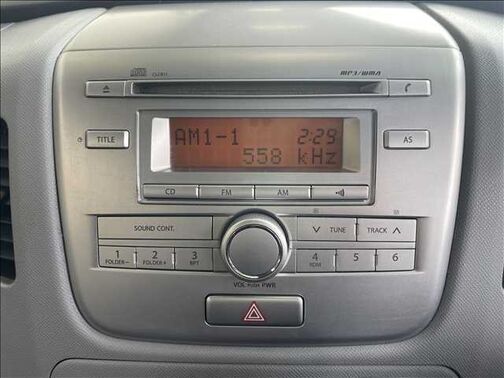 MP3/WMA
TITLE
AM1-1 2:29
558 kHz
AS
CD FM AM
SOUND CONT.
TUNE TRACK
1 2 3 4 5 6
FOLDER- FOLDER+ RPT RDM
VOL PUSH PWR